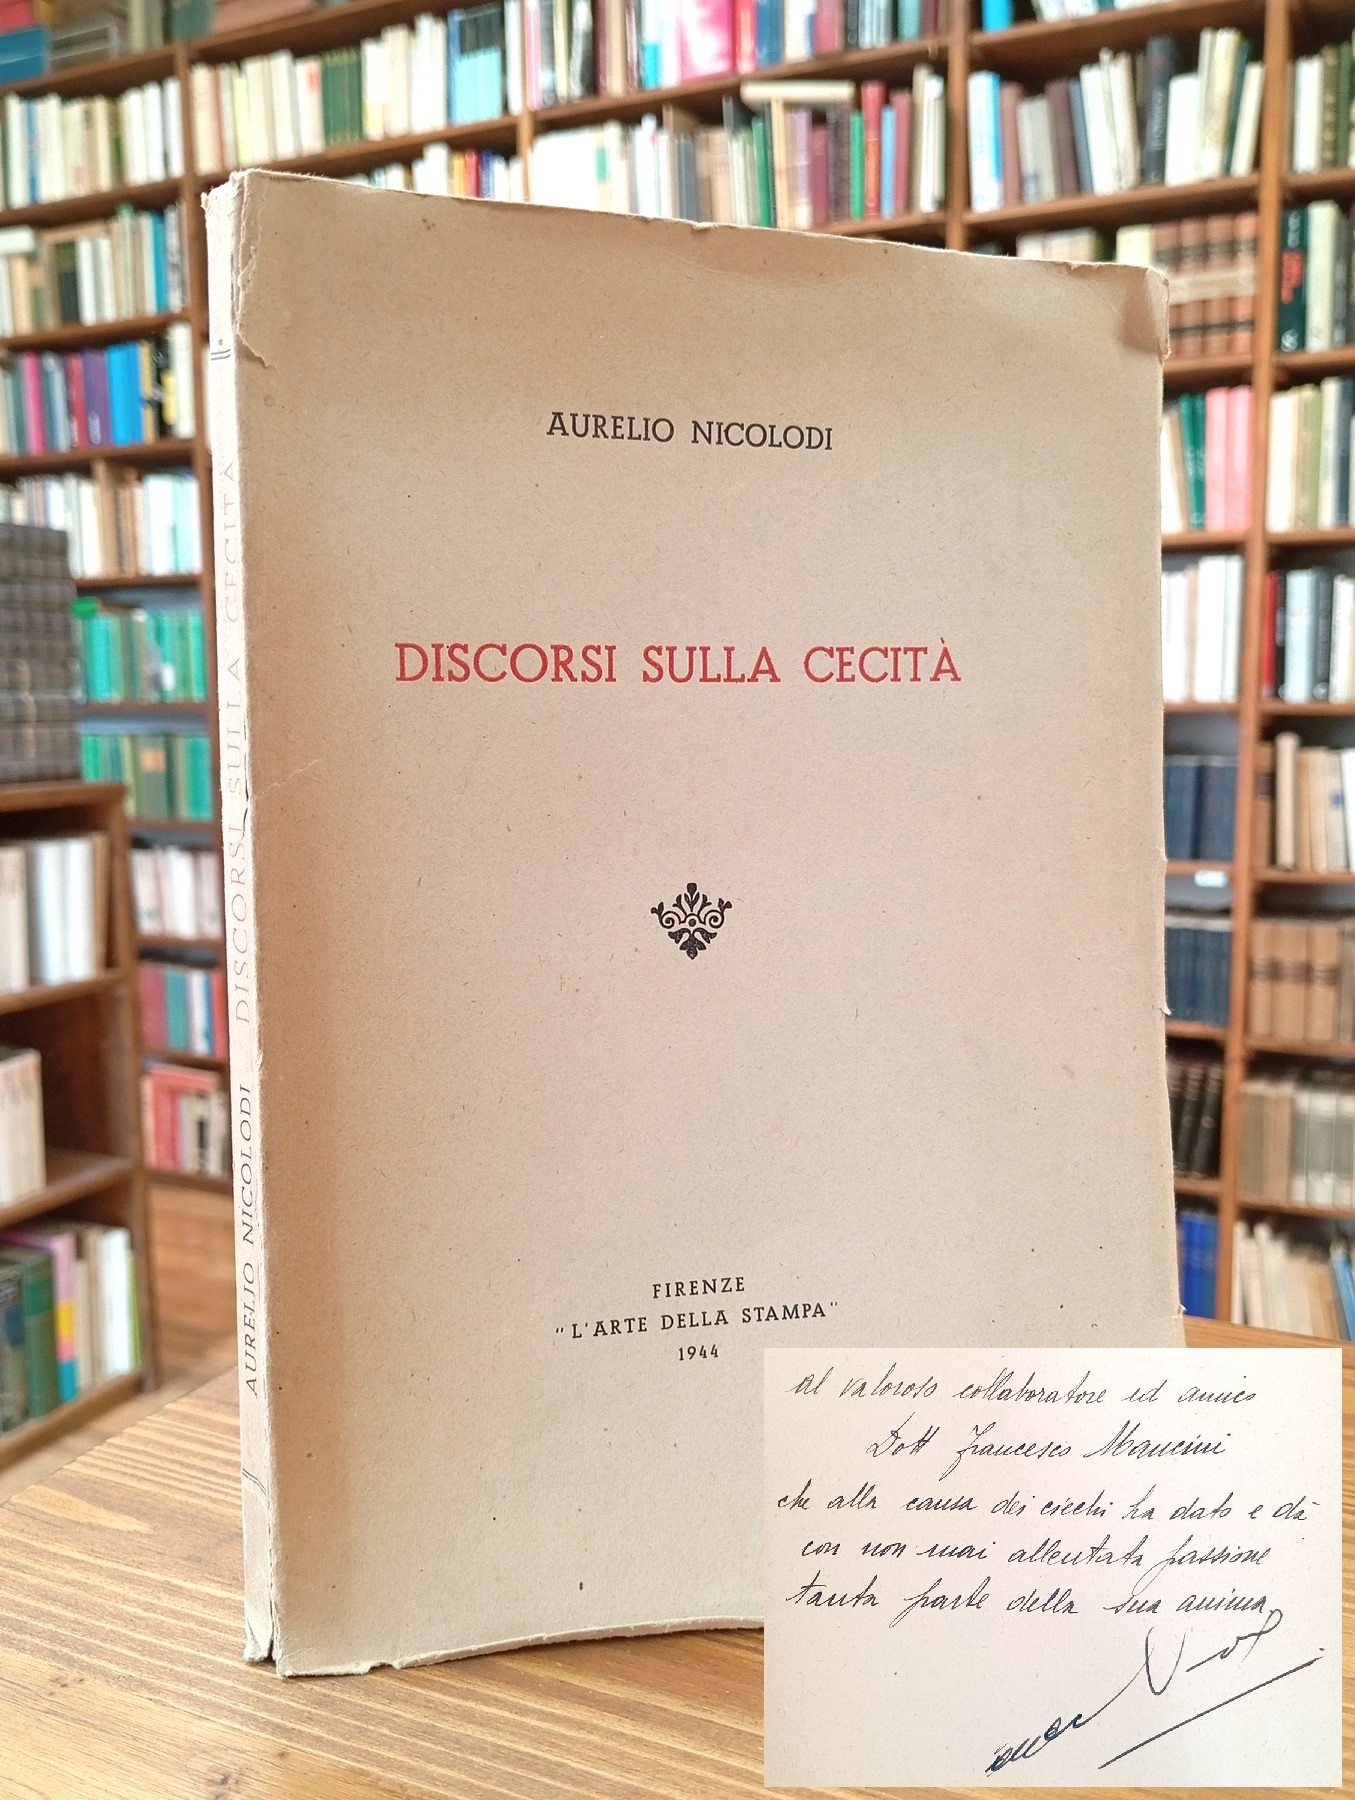 AURELIO NICOLODI
DISCORSI SULLA CECITÀ
FIRENZE
"L'ARTE DELLA STAMPA"
1944
AURELIO NICOLODI DISCORSI SULLA CECITÀ
al valoroso collaboratore ed amico
Dott Francesco Mancini
che alla causa dei ciechi ha dato e dà
con non mai allentata passione
tanta parte della sua anima